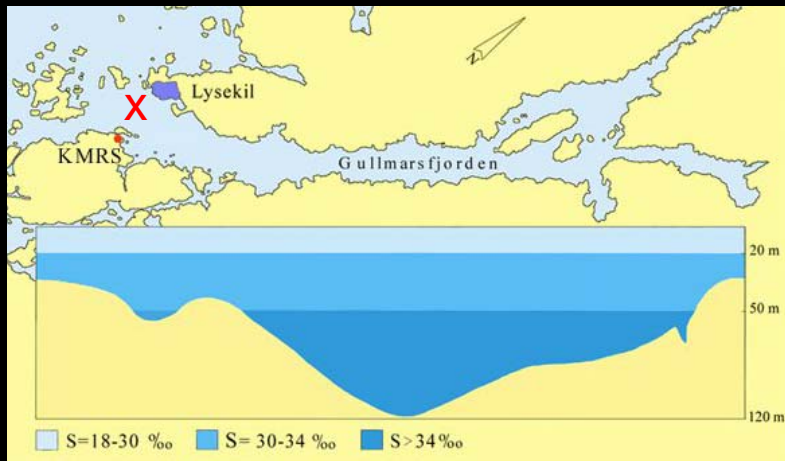 N
Lysekil
X
KMRS
Gullmarsfjorden
20 m
50 m
120 m
S=18-30 ‰
S= 30-34 ‰
S>34‰